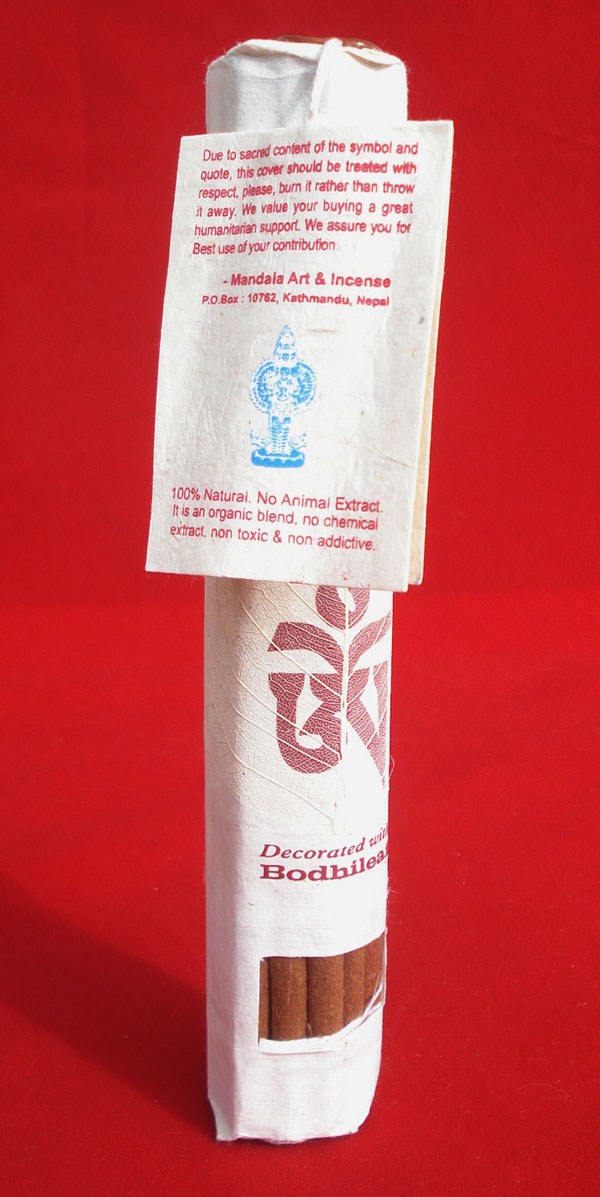 Due to sacred content of the symbol and
quote, this cover should be treated with
respect, please, burn it rather than throw
it away. We value your buying a great
humanitarian support. We assure you for
Best use of your contribution.
- Mandala Art & Incense
P.O.Box : 10762, Kathmandu, Nepal
100% Natural. No Animal Extract.
It is an organic blend, no chemical
extract, non toxic & non addictive.
Decorated with
Bodhileaf